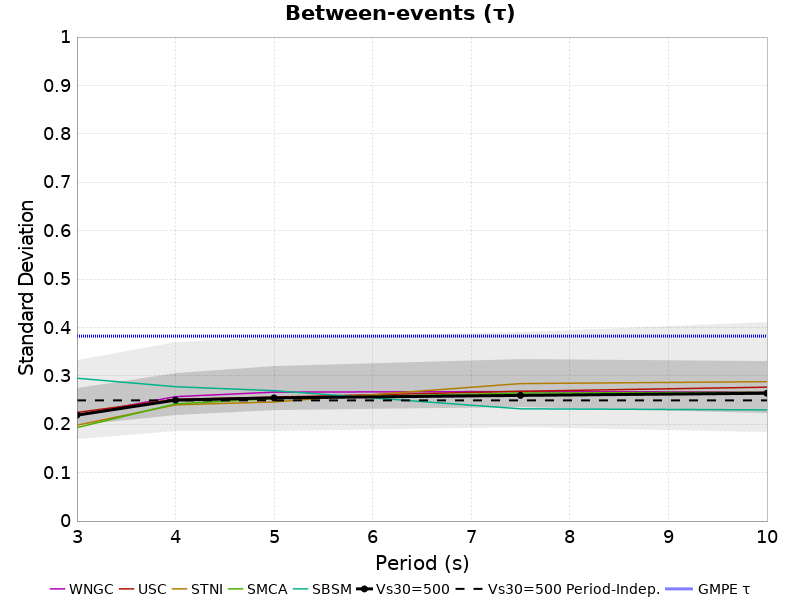 Between-events (τ)
Standard Deviation
1
0.9
0.8
0.7
0.6
0.5
0.4
0.3
0.2
0.1
0
3 4 5 6 7 8 9 10
Period (s)
WNGC USC STNI SMCA SBSM Vs30=500 Vs30=500 Period-Indep. GMPE τ